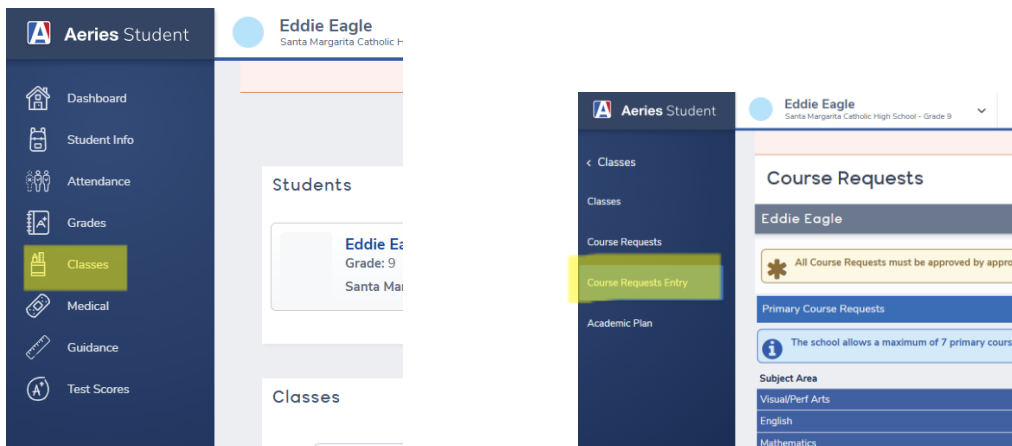 Aeries Student
Eddie Eagle
Santa Margarita Catholic H
Dashboard
Student Info
Attendance
Grades
Classes
Medical
Guidance
Test Scores
Students
Eddie Ea
Grade: 9
Santa Mar
Classes
Aeries Student
Eddie Eagle
Santa Margarita Catholic High School - Grade 9
< Classes
Classes
Course Requests
Course Requests Entry
Academic Plan
Course Requests
Eddie Eagle
All Course Requests must be approved by appro
Primary Course Requests
The school allows a maximum of 7 primary cours
Subject Area
Visual/Perf Arts
English
Mathematics